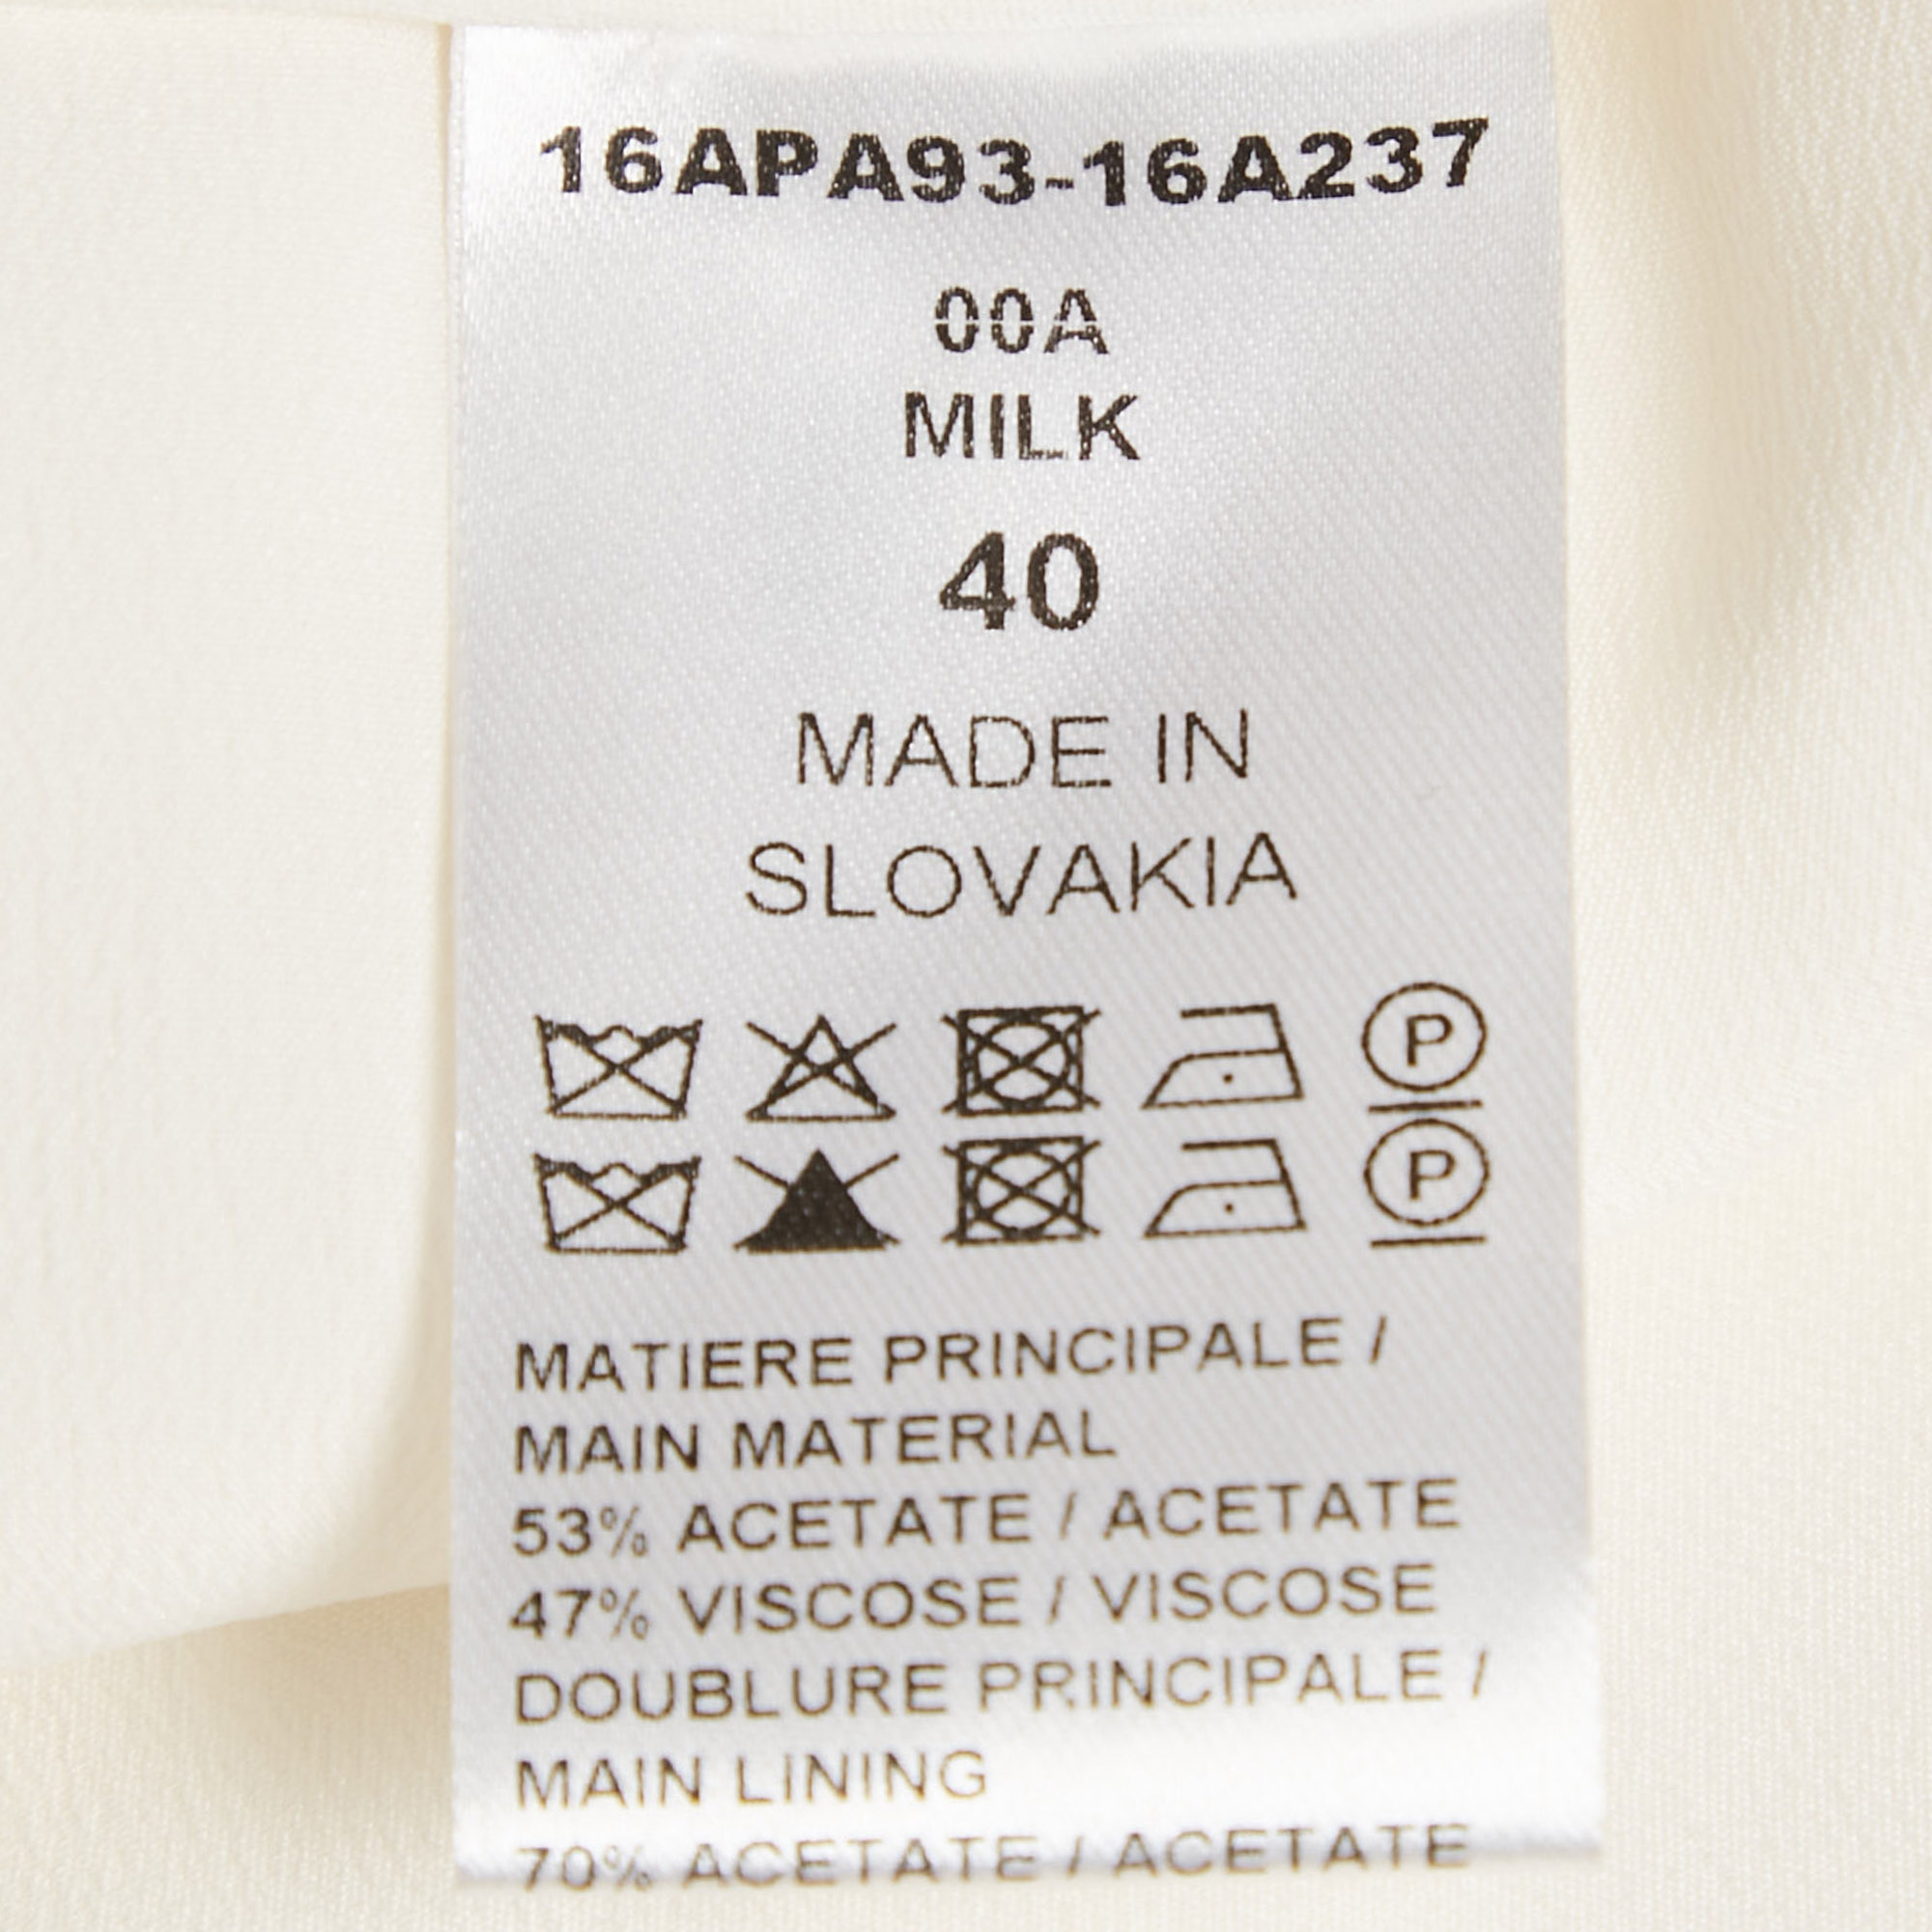 16APA93-16A237
00A
MILK
40
MADE IN
SLOVAKIA
P
P
MATIERE PRINCIPALE /
MAIN MATERIAL
53% ACETATE / ACETATE
47% VISCOSE / VISCOSE
DOUBLURE PRINCIPALE /
MAIN LINING
70% ACETATE / ACETATE